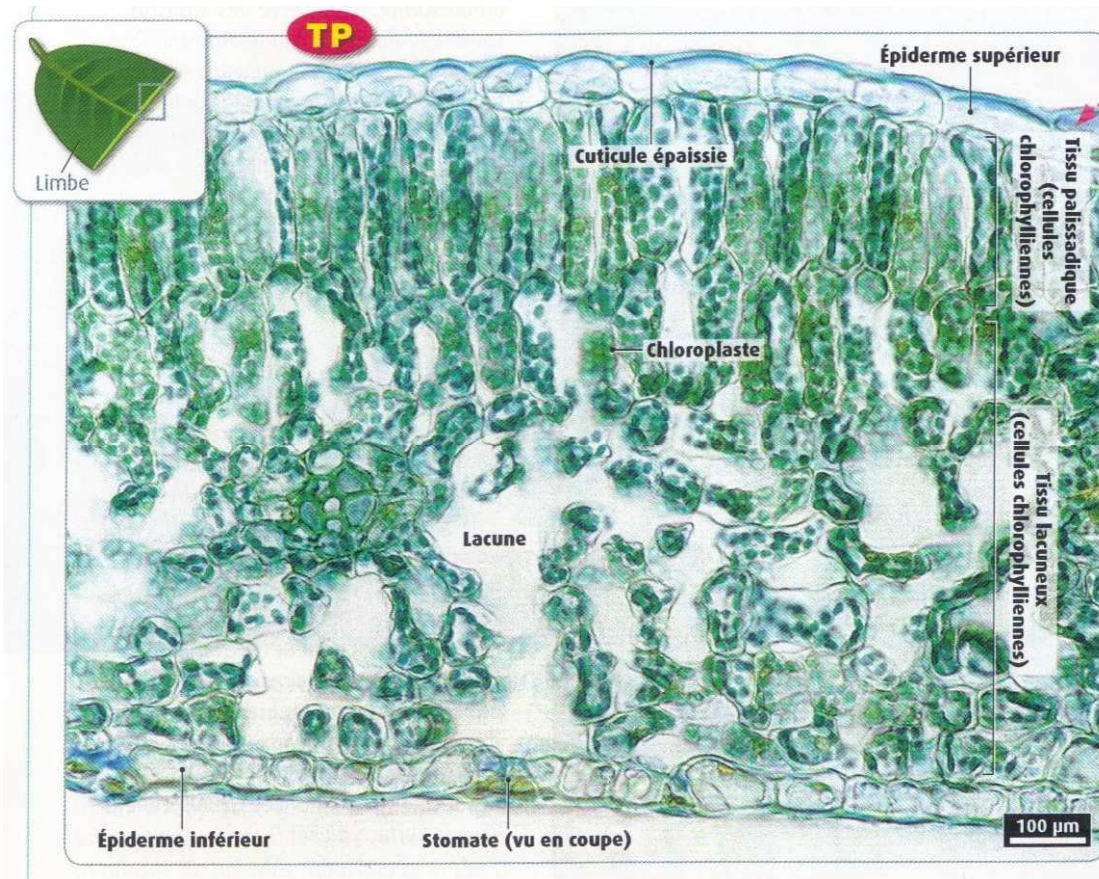 TP
Limbe
Épiderme supérieur
Cuticule épaissie
Tissu palissadique
(cellules
chlorophylliennes)
Chloroplaste
Lacune
Tissu lacuneux
(cellules chlorophylliennes)
Épiderme inférieur
Stomate (vu en coupe)
100 µm